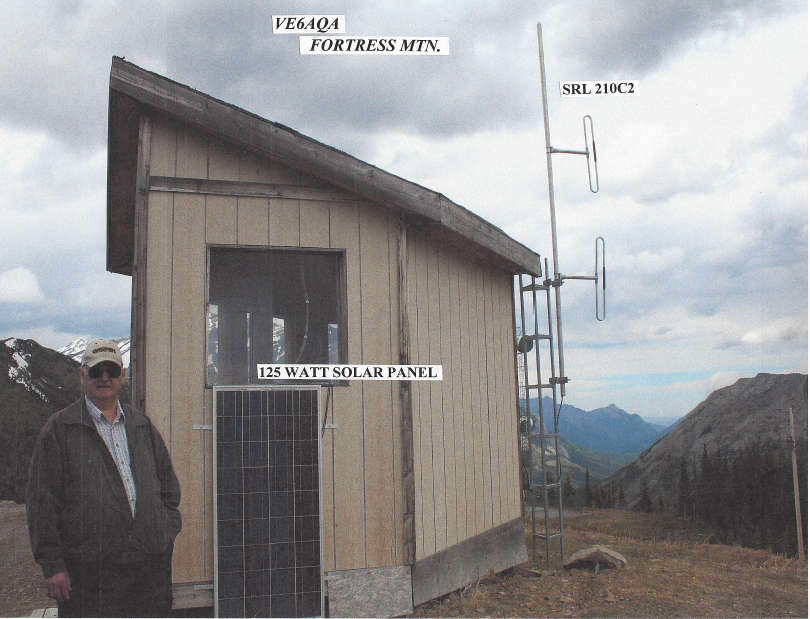 VE6AQA
FORTRESS MTN.
SRL 210C2
125 WATT SOLAR PANEL